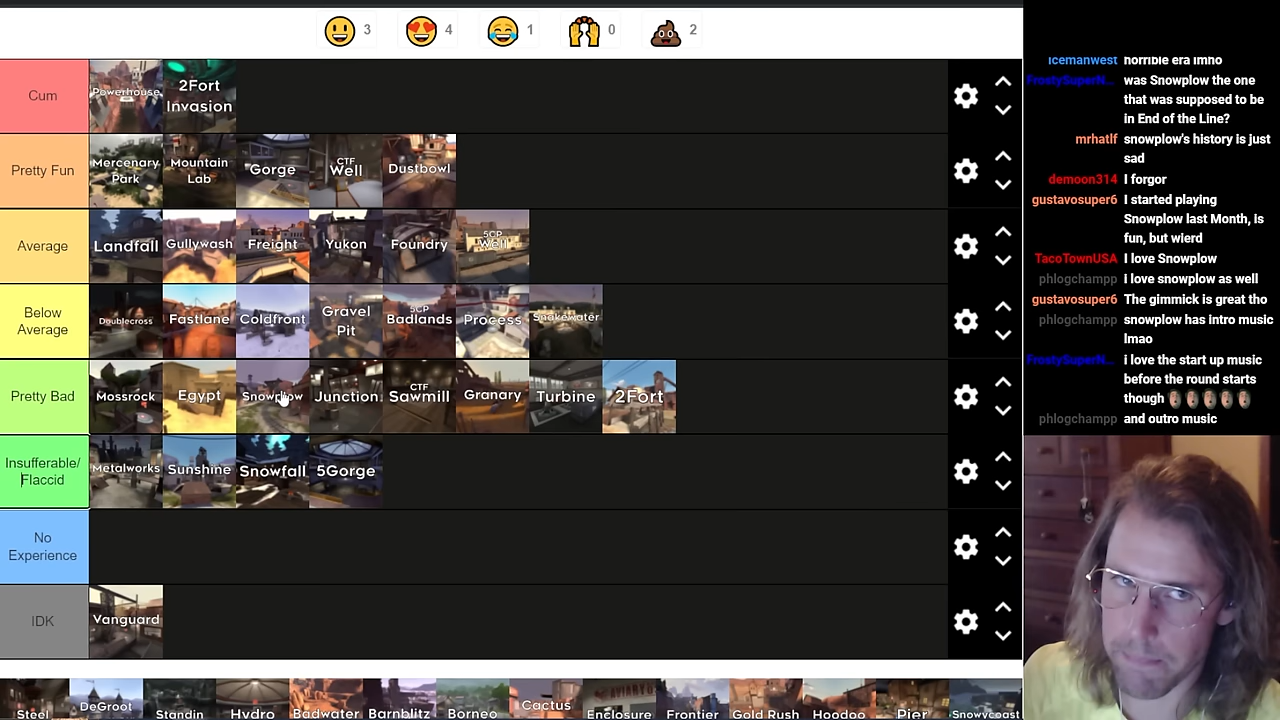 3
4
1
0
2
Cum
Powerhouse
2Fort
Invasion
Pretty Fun
Mercenary
Park
Mountain
Lab
Gorge
CTF
Well
Dustbowl
Average
Landfall
Gullywash
Freight
Yukon
Foundry
5CP
Well
Below
Average
Doublecross
Fastlane
Coldfront
Gravel
Pit
5CP
Badlands
Process
Snakewater
Pretty Bad
Mossrock
Egypt
Snowplow
Junction
CTF
Sawmill
Granary
Turbine
2Fort
Insufferable/
Flaccid
Metalworks
Sunshine
Snowfall
5Gorge
No
Experience
IDK
Vanguard
Steel
DeGroot
Standin
Hydro
Badwater
Barnblitz
Borneo
Cactus
Enclosure
Frontier
Gold Rush
Hoodoo
Pier
Snowycoast
icemanwest horrible era imho
FrostySuperN... was Snowplow the one
that was supposed to be
in End of the Line?
mrhatlf snowplow's history is just
sad
demoon314 I forgor
gustavosuper6 I started playing
Snowplow last Month, is
fun, but wierd
TacoTownUSA I love Snowplow
phlogchampp i love snowplow as well
gustavosuper6 The gimmick is great tho
phlogchampp snowplow has intro music
lmao
FrostySuperN... i love the start up music
before the round starts
though
phlogchampp and outro music